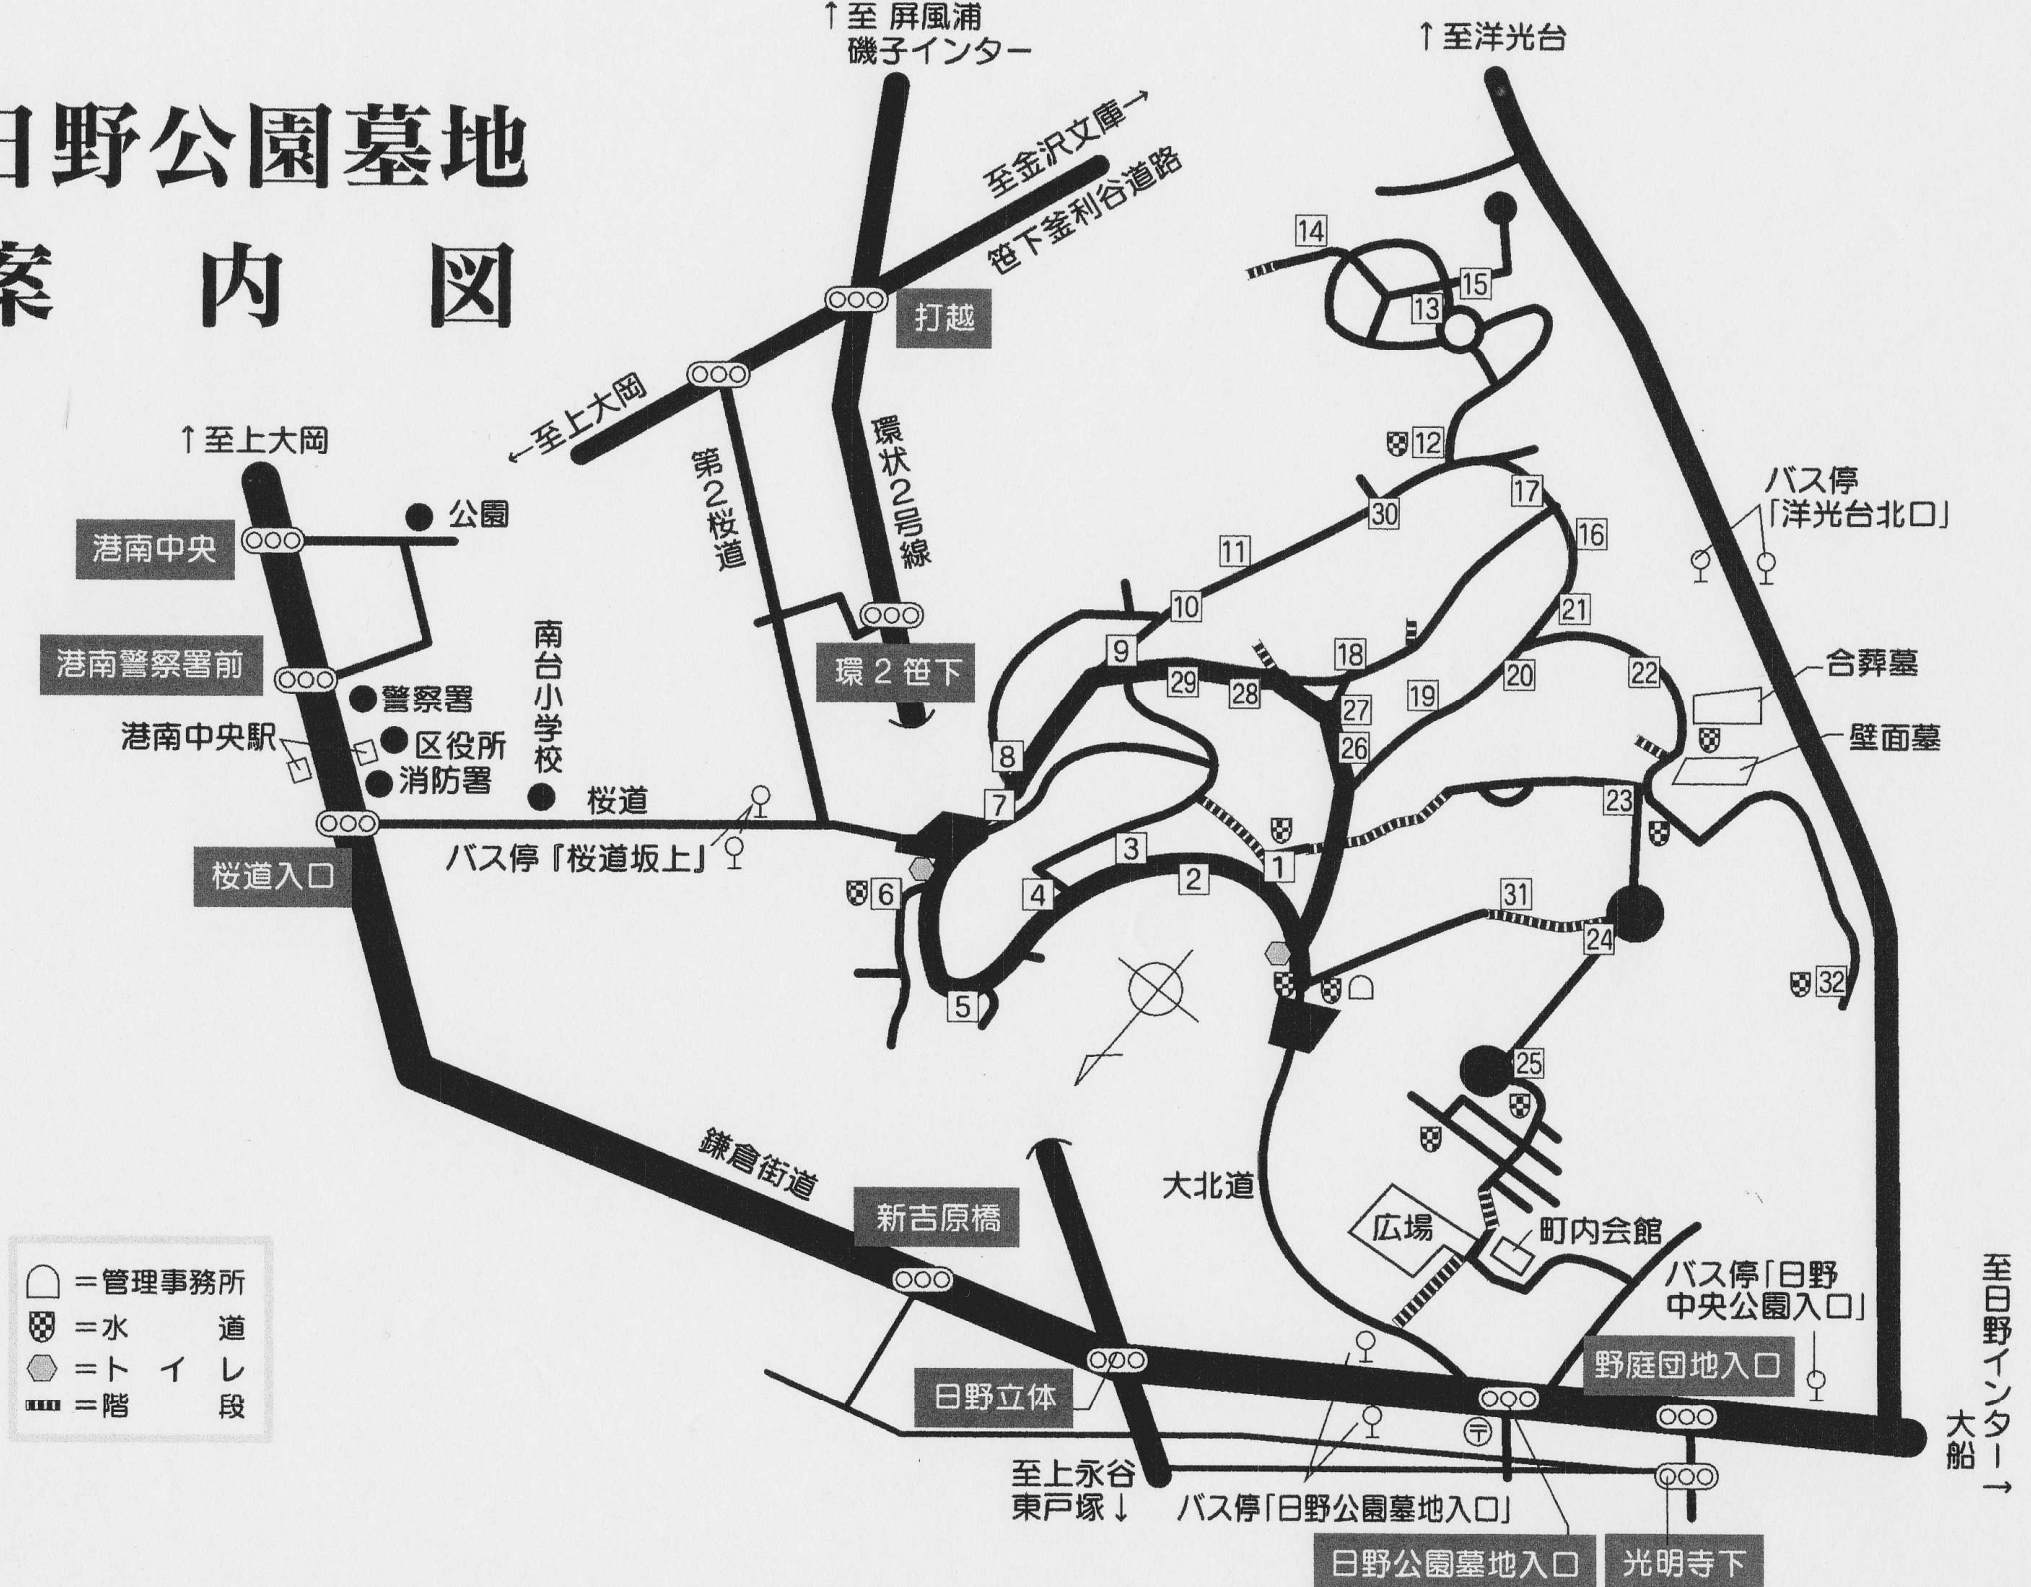 日野公園墓地
案内図
↑至 屏風浦
磯子インター
↑至洋光台
至金沢文庫→
笹下釜利谷道路
打越
←至上大岡
↑至上大岡
第2桜道
環状2号線
公園
港南中央
港南警察署前
環2笹下
南台小学校
警察署
港南中央駅
区役所
消防署
桜道
バス停『桜道坂上』
桜道入口
バス停
「洋光台北口」
合葬墓
壁面墓
14
15
13
12
17
30
16
11
10
21
9
18
22
29
28
20
19
27
26
8
7
23
3
1
2
4
6
31
24
32
5
25
鎌倉街道
大北道
新吉原橋
広場
町内会館
バス停「日野
中央公園入口」
野庭団地入口
日野立体
〒
至日野インター→
大船
至上永谷
東戸塚↓
バス停「日野公園墓地入口」
日野公園墓地入口
光明寺下
=管理事務所
=水道
=トイレ
=階段